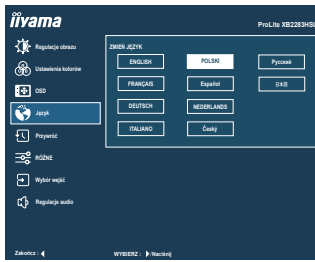 iiyama
ProLite XB2283HSU
Regulacje obrazu
Ustawienia kolorów
OSD
Język
Przywróć
RÓŻNE
Wybór wejść
Regulacje audio
ZMIEŃ JĘZYK
ENGLISH
POLSKI
Русский
FRANÇAIS
Español
日本語
DEUTSCH
NEDERLANDS
ITALIANO
Český
Zakończ :
WYBIERZ : /Naciśnij